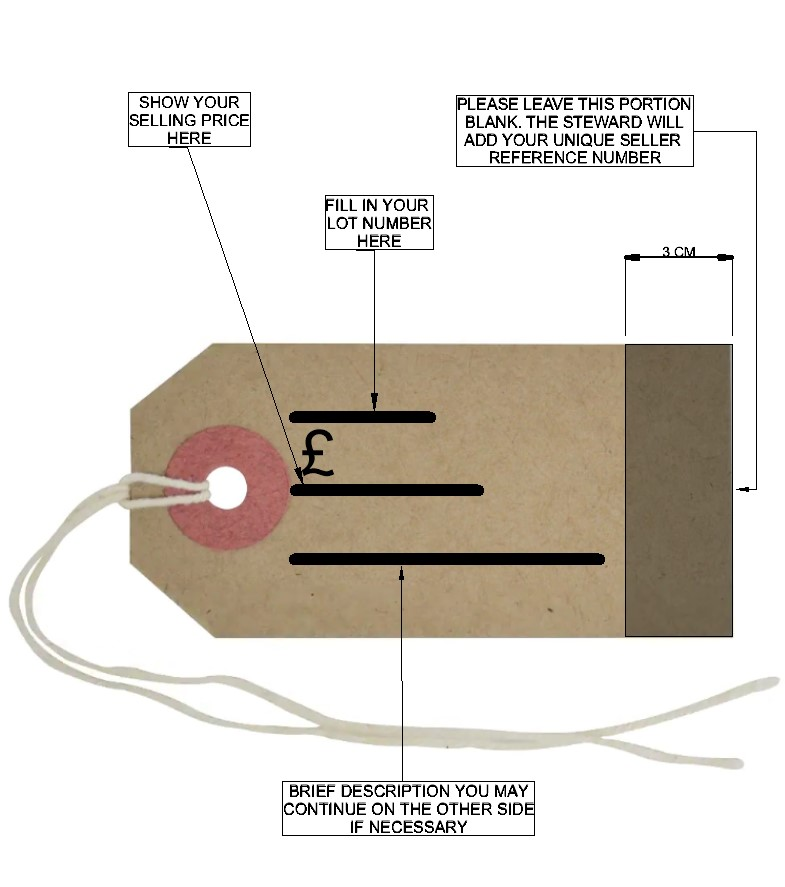 SHOW YOUR
SELLING PRICE
HERE
PLEASE LEAVE THIS PORTION
BLANK. THE STEWARD WILL
ADD YOUR UNIQUE SELLER
REFERENCE NUMBER
FILL IN YOUR
LOT NUMBER
HERE
3 CM
£
BRIEF DESCRIPTION YOU MAY
CONTINUE ON THE OTHER SIDE
IF NECESSARY